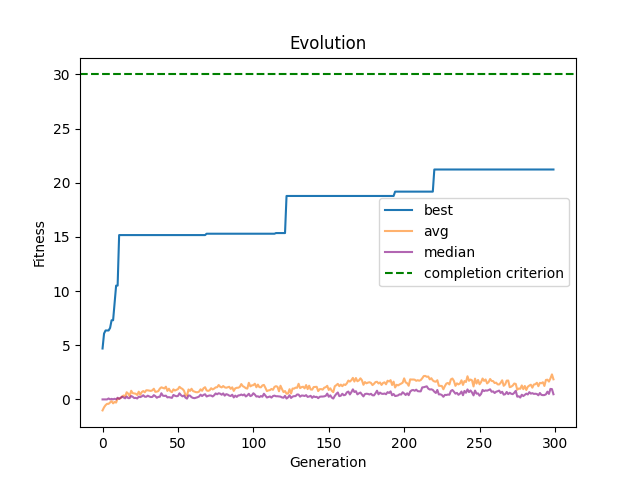 Evolution
Fitness
30
25
20
15
10
5
0
best
avg
median
completion criterion
0 50 100 150 200 250 300
Generation